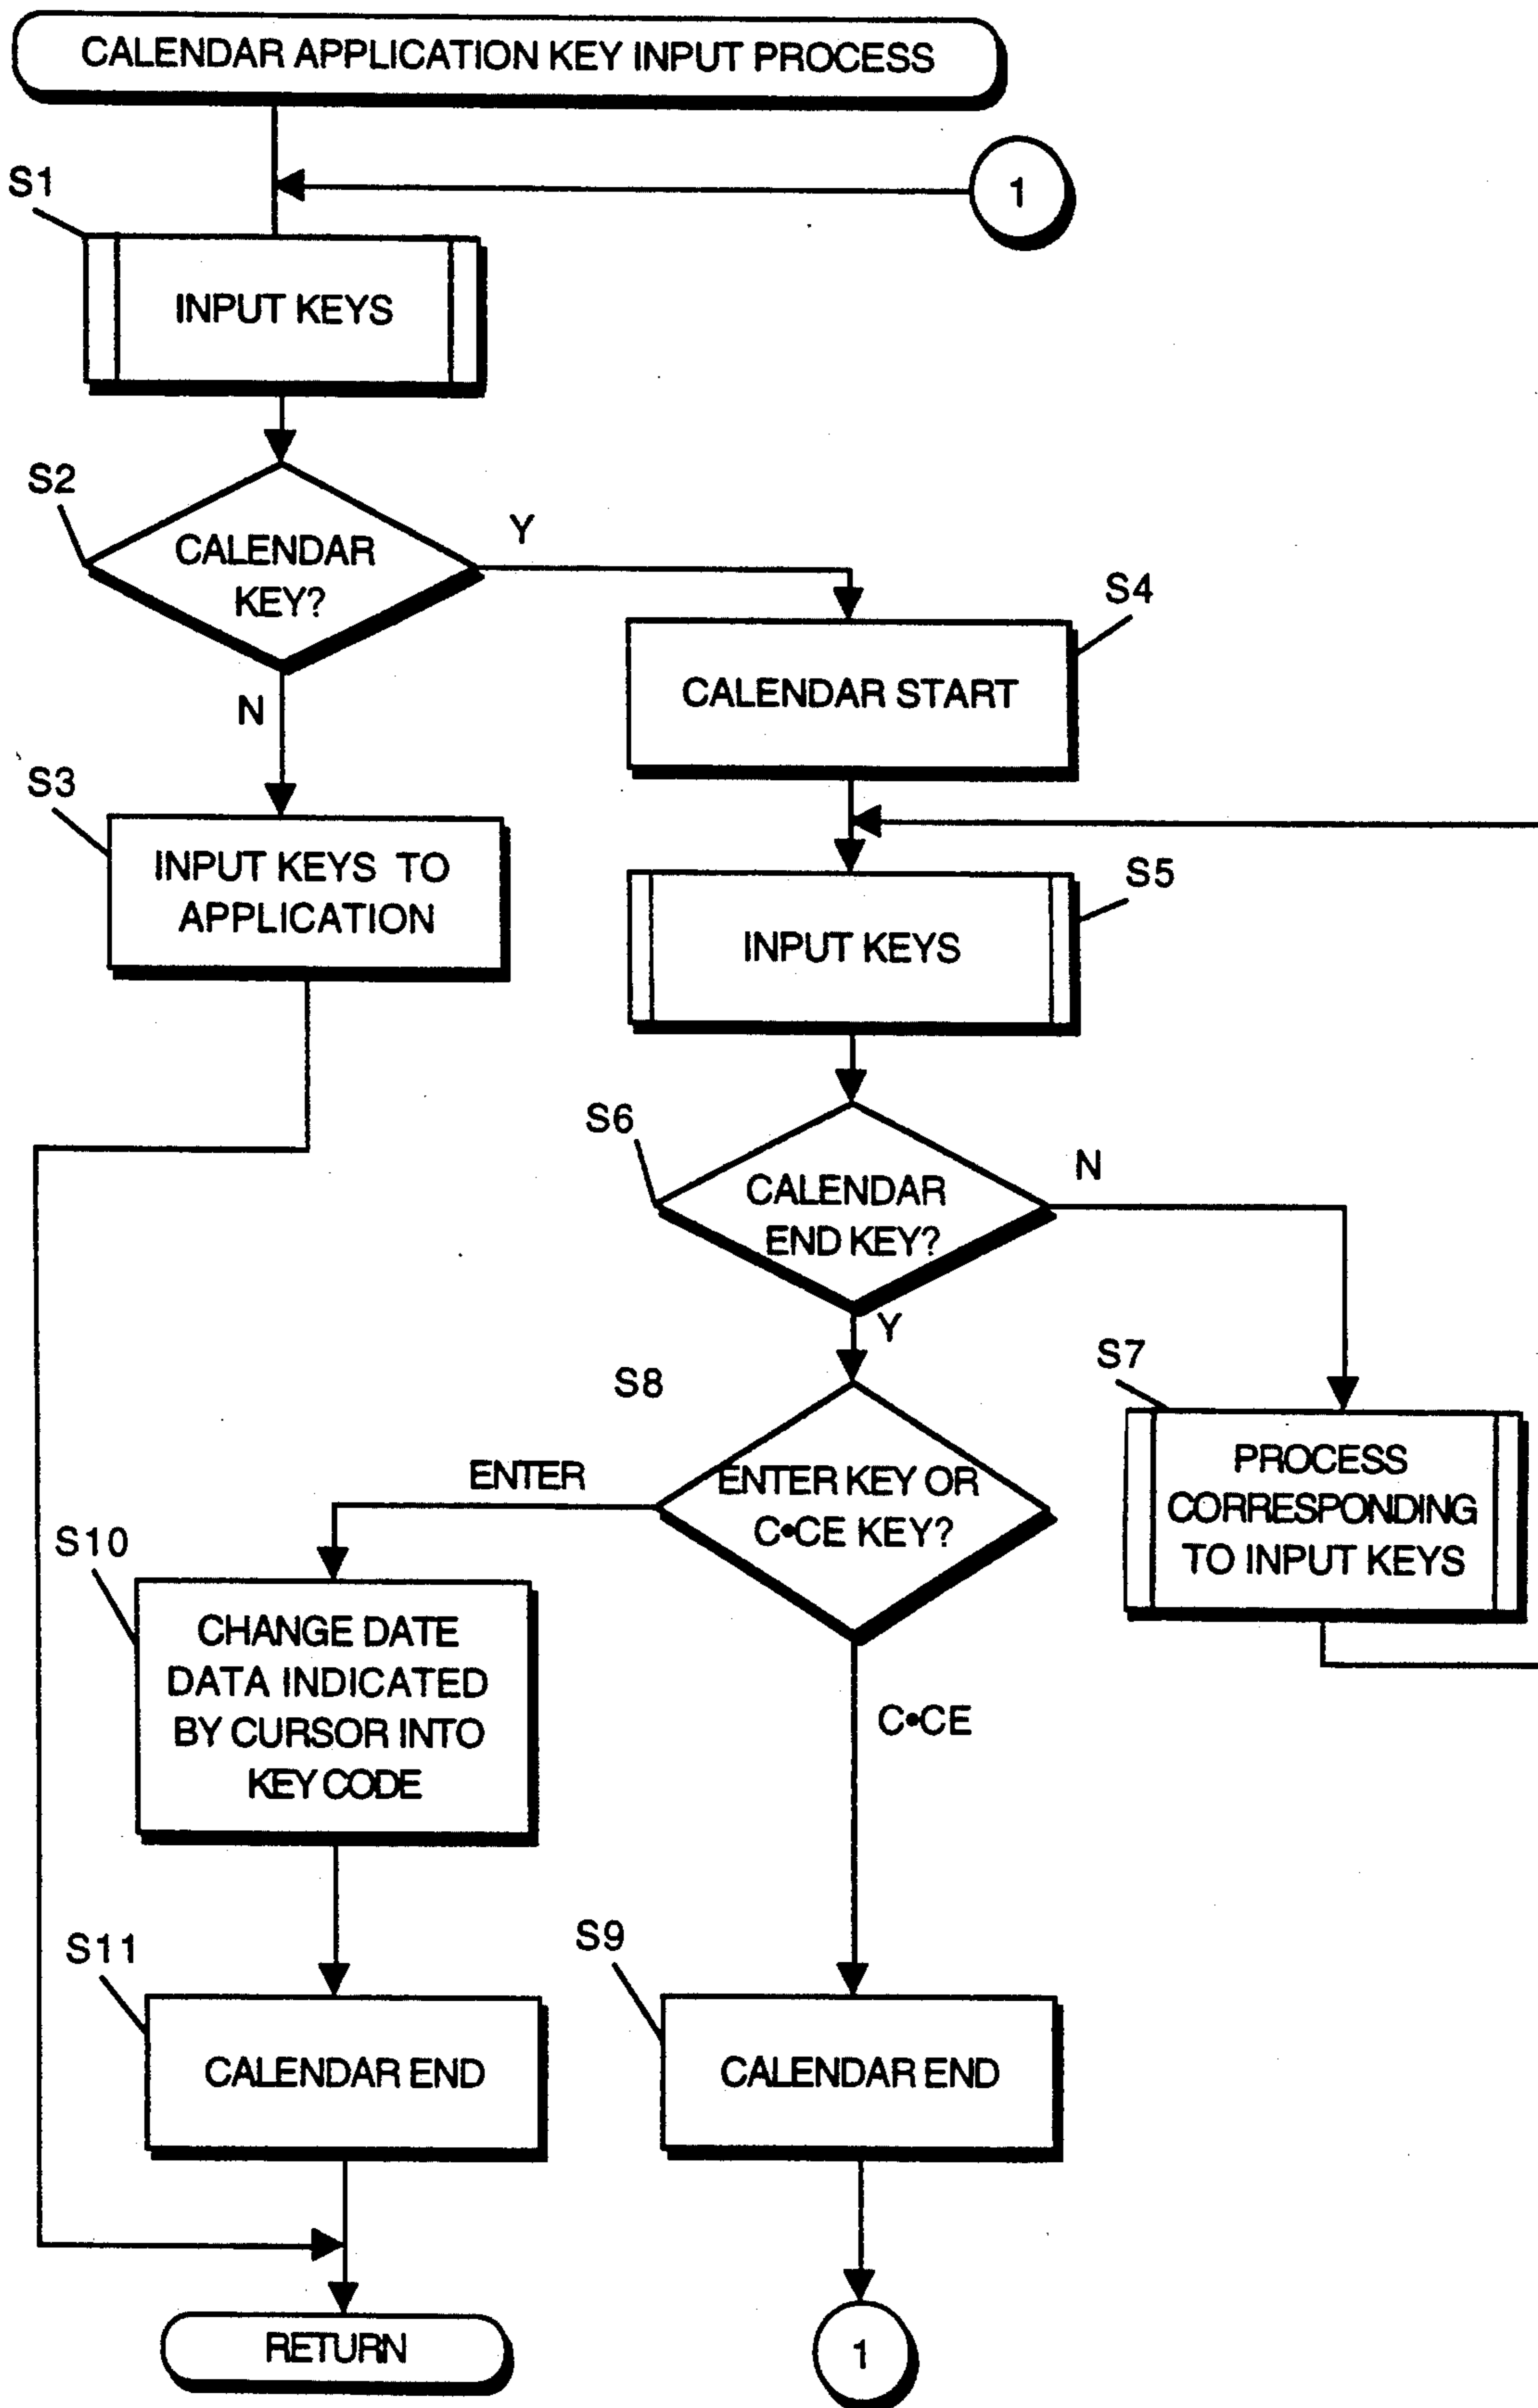 CALENDAR APPLICATION KEY INPUT PROCESS
1
S1
INPUT KEYS
S2
CALENDAR
KEY?
Y
N
S4
CALENDAR START
S3
INPUT KEYS TO
APPLICATION
S5
INPUT KEYS
S6
CALENDAR
END KEY?
N
Y
S7
PROCESS
CORRESPONDING
TO INPUT KEYS
S8
ENTER KEY OR
C•CE KEY?
ENTER
C•CE
S10
CHANGE DATE
DATA INDICATED
BY CURSOR INTO
KEY CODE
S11
CALENDAR END
S9
CALENDAR END
RETURN
1